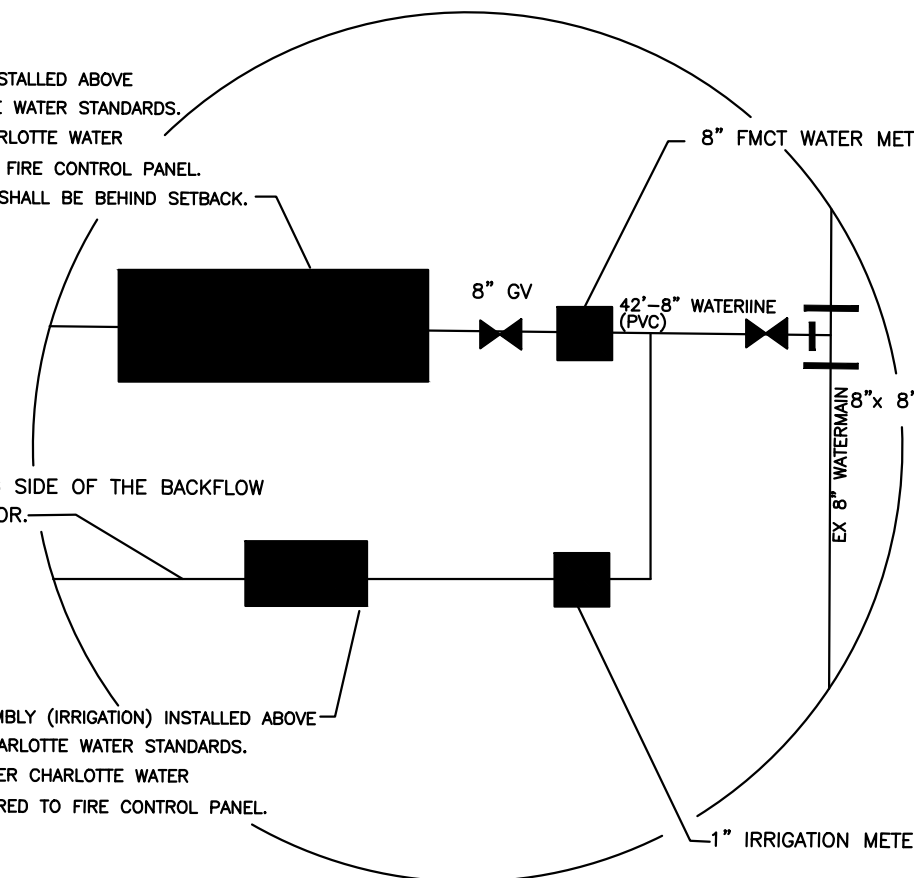 STALLED ABOVE
E WATER STANDARDS.
RLOTTE WATER
FIRE CONTROL PANEL.
SHALL BE BEHIND SETBACK.
8” FMCT WATER MET
8” GV
42’–8” WATERIINE
(PVC)
8”x 8”
EX 8” WATERMAIN
SIDE OF THE BACKFLOW
OR.
MBLY (IRRIGATION) INSTALLED ABOVE
ARLOTTE WATER STANDARDS.
ER CHARLOTTE WATER
RED TO FIRE CONTROL PANEL.
1” IRRIGATION METE